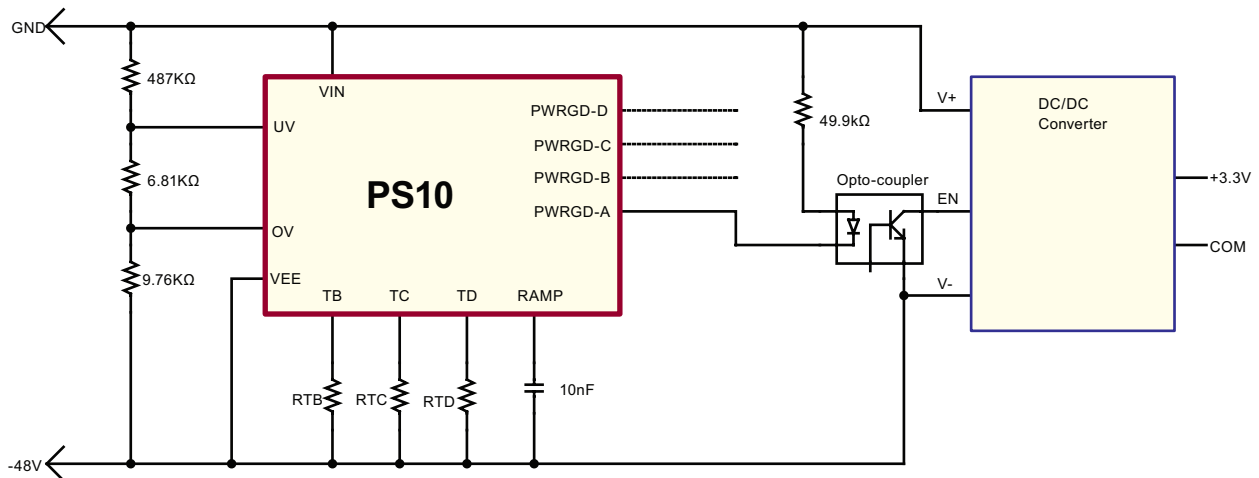 GND
487KΩ
6.81KΩ
9.76KΩ
-48V
VIN
UV
OV
VEE
PS10
PWRGD-D
PWRGD-C
PWRGD-B
PWRGD-A
TB TC TD RAMP
RTB RTC RTD 10nF
49.9kΩ
Opto-coupler
V+
EN
V-
DC/DC
Converter
+3.3V
COM